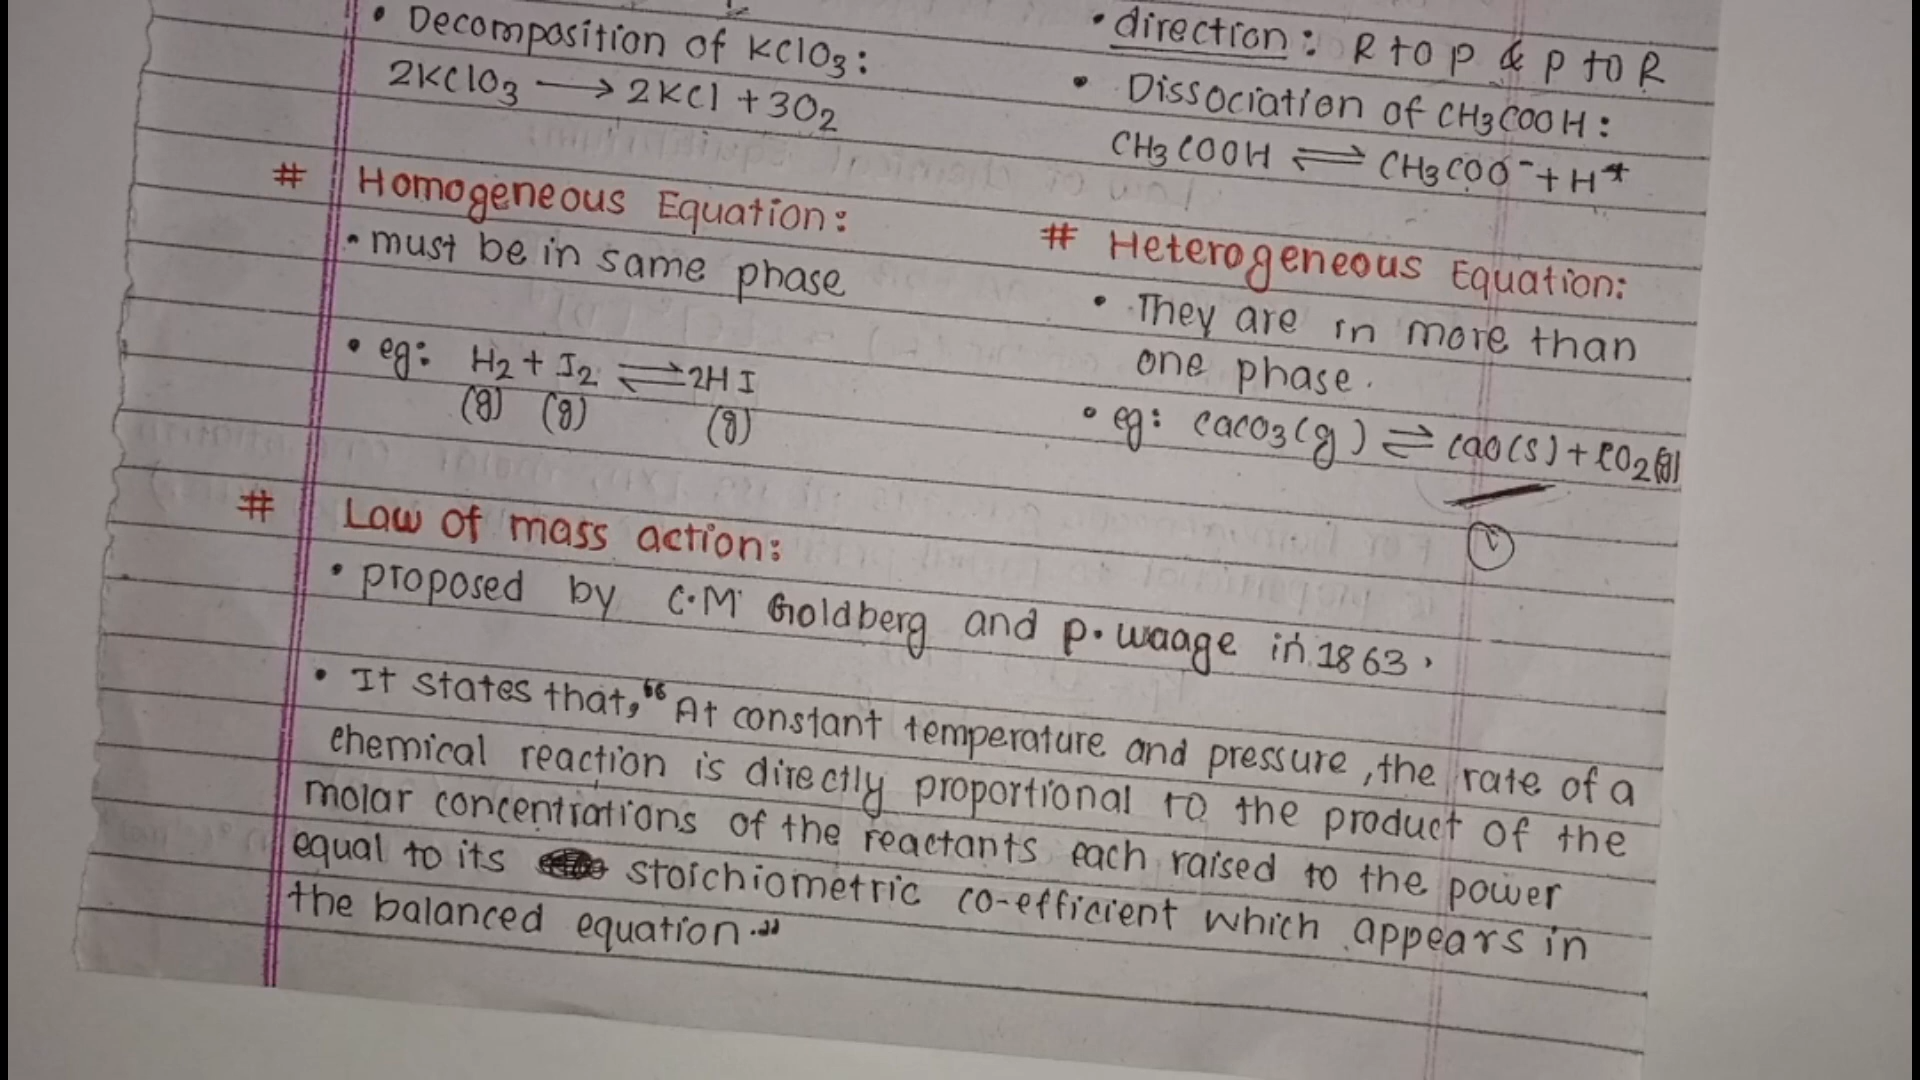 • Decomposition of KClO3:
2KClO3 ⟶ 2KCl + 3O2
• direction: R to P & P to R
• Dissociation of CH3COOH:
CH3COOH ⇌ CH3COO⁻ + H⁺
# Homogeneous Equation:
• must be in same phase
• eg: H2 + I2 ⇌ 2HI
(g) (g) (g)
# Heterogeneous Equation:
• They are in more than
one phase.
• eg: CaCO3(g) ⇌ CaO(s) + CO2(g)
# Law of mass action:
• proposed by C.M Goldberg and P. Waage in 1863.
• It states that, “At constant temperature and pressure, the rate of a
chemical reaction is directly proportional to the product of the
molar concentrations of the reactants each raised to the power
equal to its stoichiometric co-efficient which appears in
the balanced equation.”